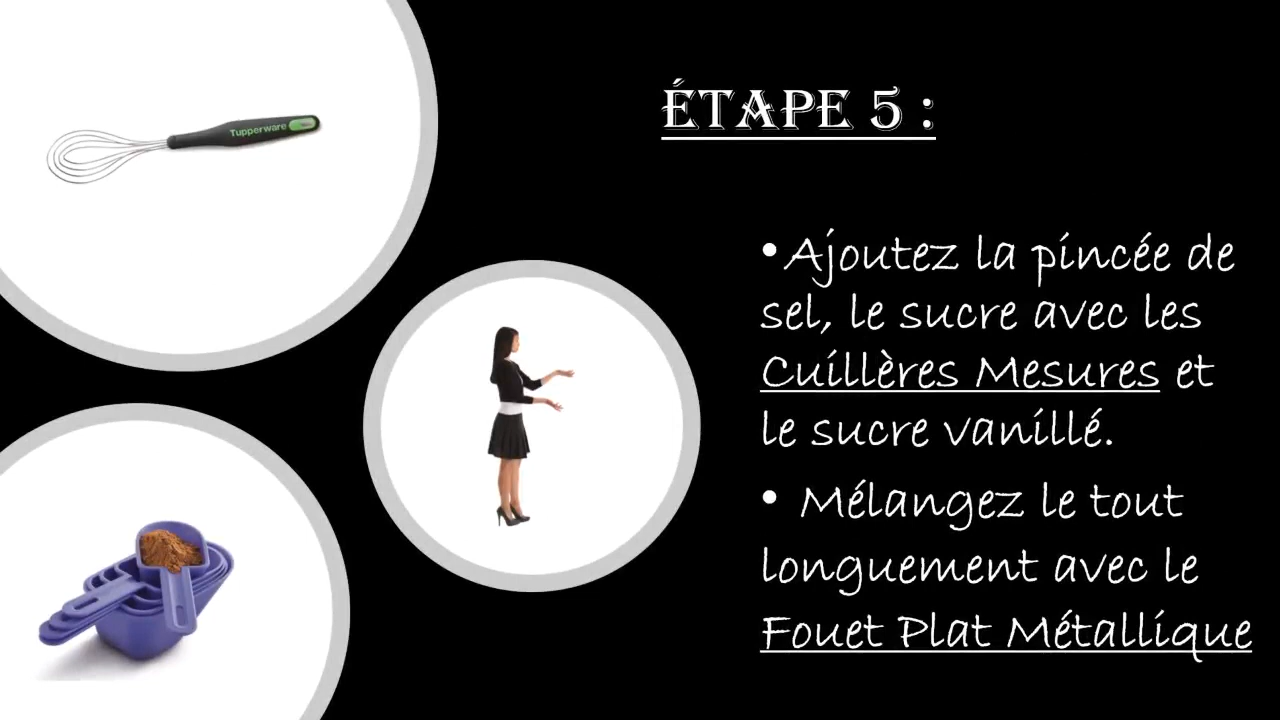 Tupperware
ÉTAPE 5 :
•Ajoutez la pincée de
sel, le sucre avec les
Cuillères Mesures et
le sucre vanillé.
• Mélangez le tout
longuement avec le
Fouet Plat Métallique